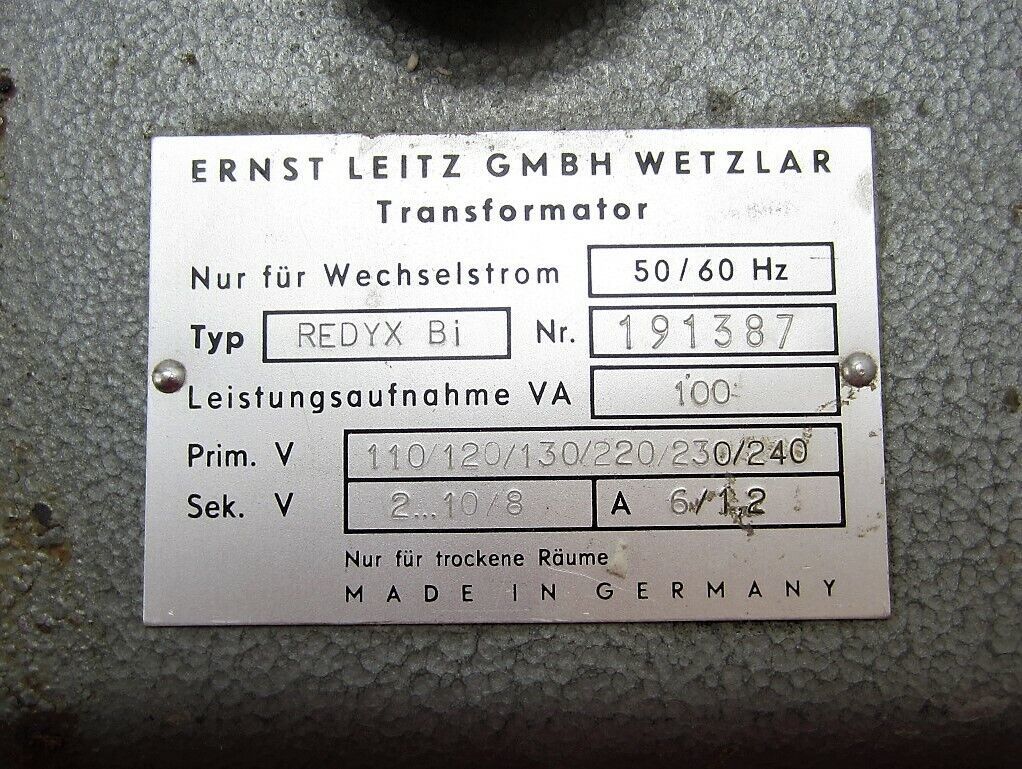 ERNST LEITZ GMBH WETZLAR
Transformator
Nur für Wechselstrom 50/60 Hz
Typ REDYX Bi Nr. 191387
Leistungsaufnahme VA 100
Prim. V 110/120/130/220/230/240
Sek. V 2...10/8 A 6/1,2
Nur für trockene Räume
MADE IN GERMANY